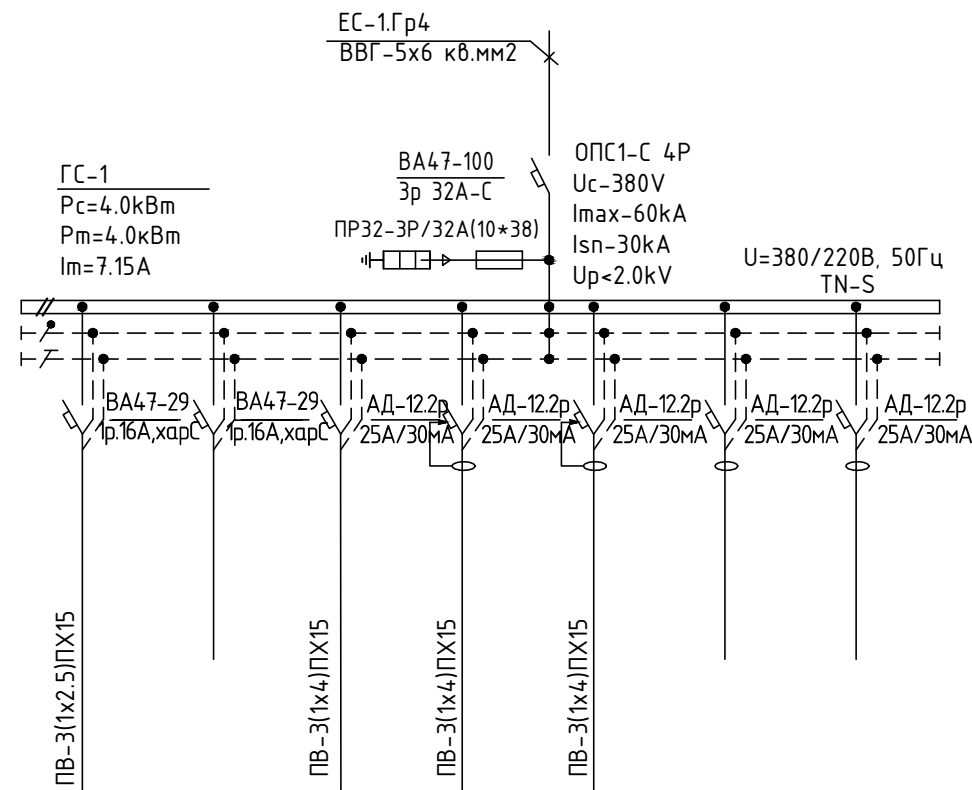 ЕС-1.Гр4
ВВГ-5х6 кв.мм2
ГС-1
Рс=4.0кВт
Рт=4.0кВт
Iт=7.15А
ВА47-100
3р 32А-С
ПР32-3Р/32А(10*38)
ОПС1-С 4Р
Uc-380V
Imax-60kA
Isn-30kA
Up<2.0kV
U=380/220В, 50Гц
TN-S
ВА47-29
1р.16А,харС
ВА47-29
1р.16А,харС
АД-12.2р
25А/30мА
АД-12.2р
25А/30мА
АД-12.2р
25А/30мА
АД-12.2р
25А/30мА
АД-12.2р
25А/30мА
ПВ-3(1х2.5)ПХ15
ПВ-3(1х4)ПХ15
ПВ-3(1х4)ПХ15
ПВ-3(1х4)ПХ15